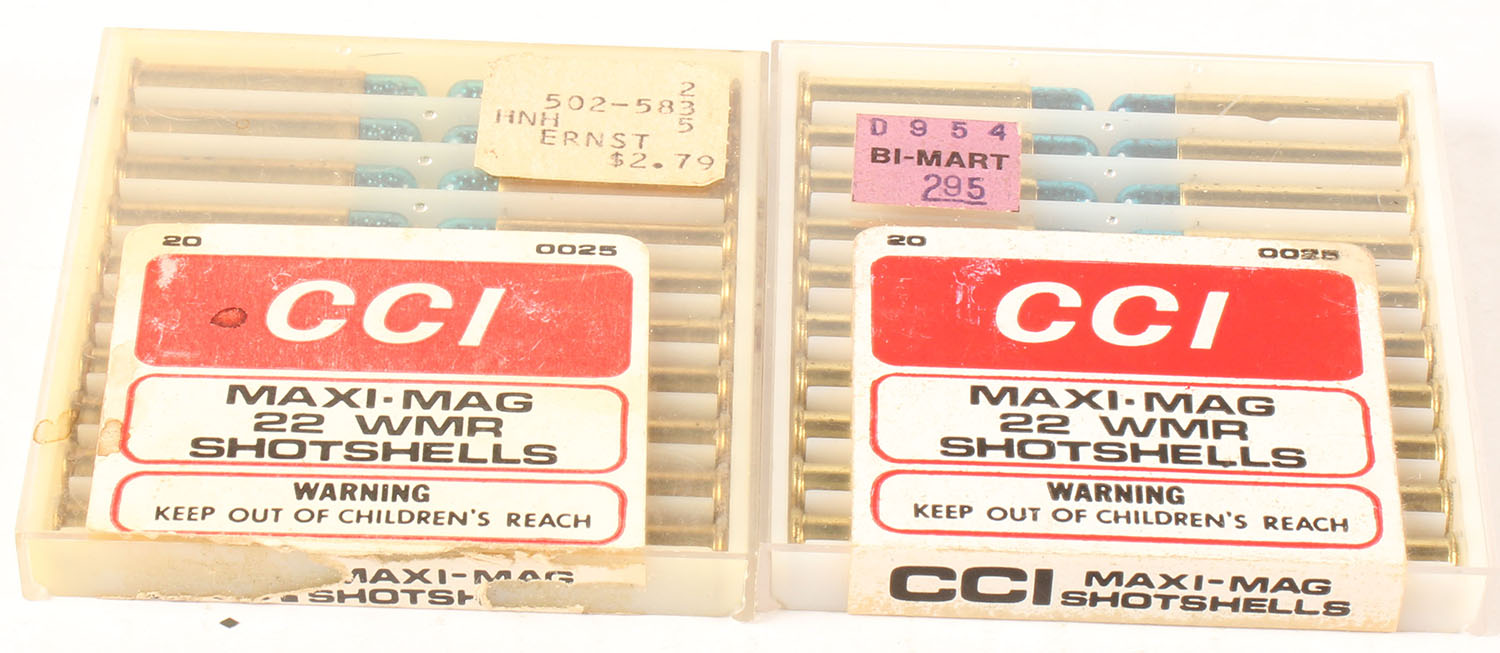 502-58
2
3
5
HNH
ERNST
$2.79
20 0025
CCI
MAXI·MAG
22 WMR
SHOTSHELLS
WARNING
KEEP OUT OF CHILDREN'S REACH
MAXI-MAG
D 9 5 4
BI-MART
295
20 0025
CCI
MAXI·MAG
22 WMR
SHOTSHELLS
WARNING
KEEP OUT OF CHILDREN'S REACH
CCI MAXI-MAG
SHOTSHELLS